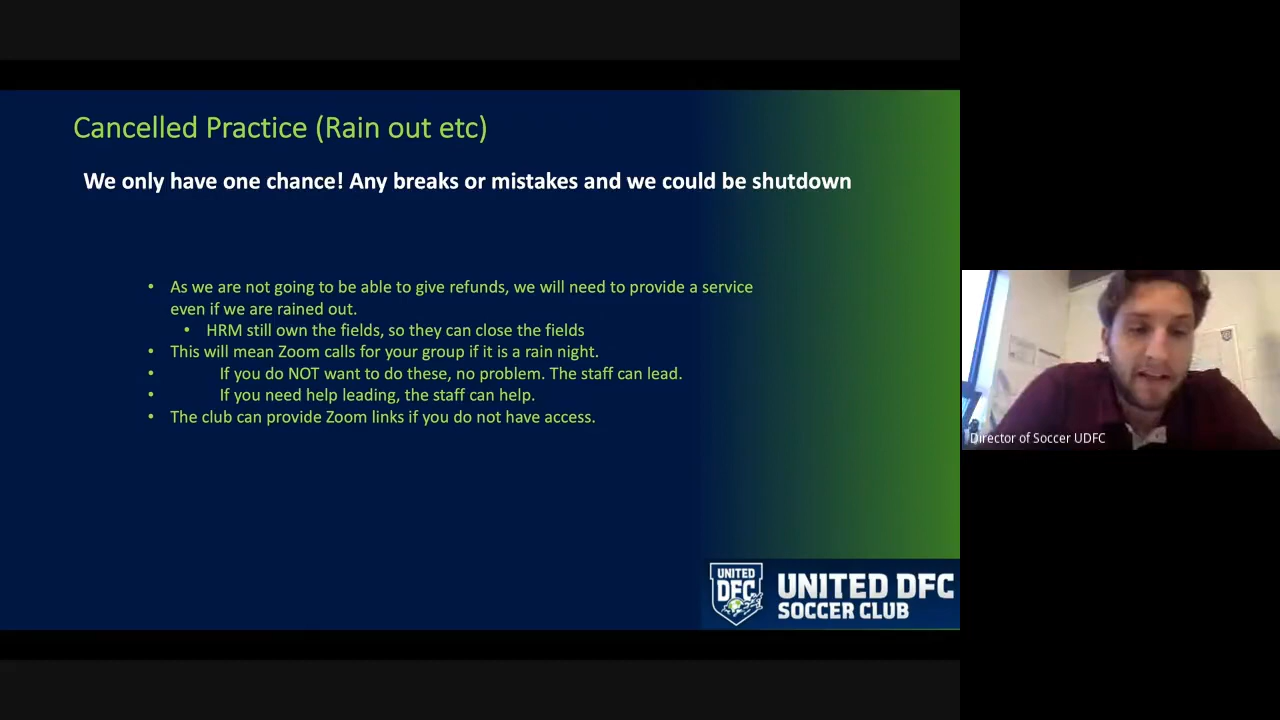 Cancelled Practice (Rain out etc)
We only have one chance! Any breaks or mistakes and we could be shutdown
• As we are not going to be able to give refunds, we will need to provide a service
even if we are rained out.
• HRM still own the fields, so they can close the fields
• This will mean Zoom calls for your group if it is a rain night.
• If you do NOT want to do these, no problem. The staff can lead.
• If you need help leading, the staff can help.
• The club can provide Zoom links if you do not have access.
Director of Soccer UDFC
UNITED
DFC
UNITED DFC
SOCCER CLUB